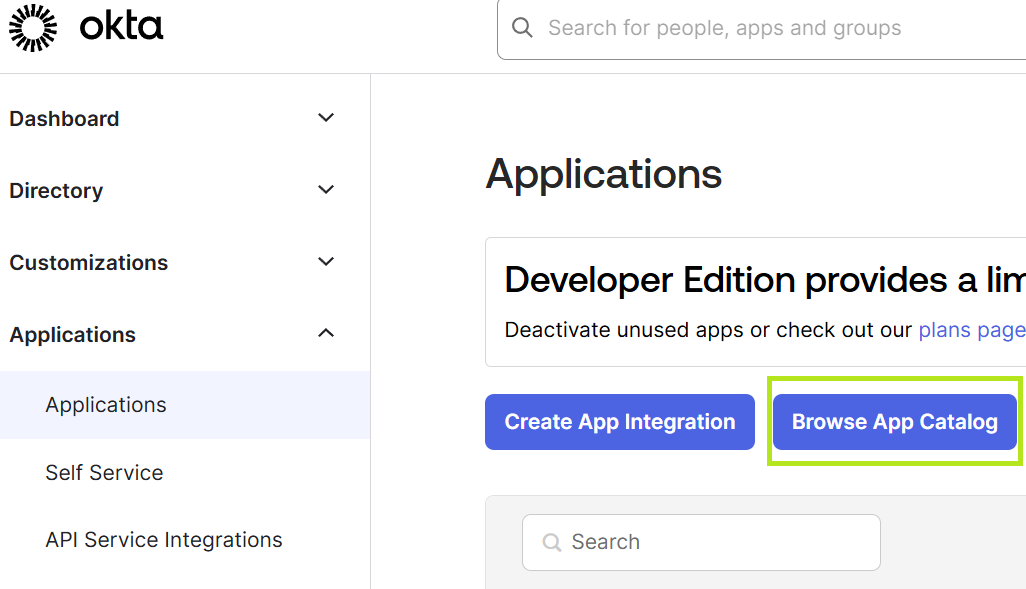 okta
Search for people, apps and groups
Dashboard
Directory
Customizations
Applications
Applications
Self Service
API Service Integrations
Applications
Developer Edition provides a lim
Deactivate unused apps or check out our plans page
Create App Integration
Browse App Catalog
Search